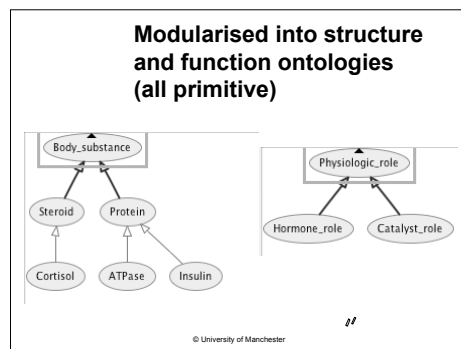 Modularised into structure
and function ontologies
(all primitive)
Body_substance
Steroid Protein
Cortisol ATPase Insulin
Physiologic_role
Hormone_role Catalyst_role
© University of Manchester